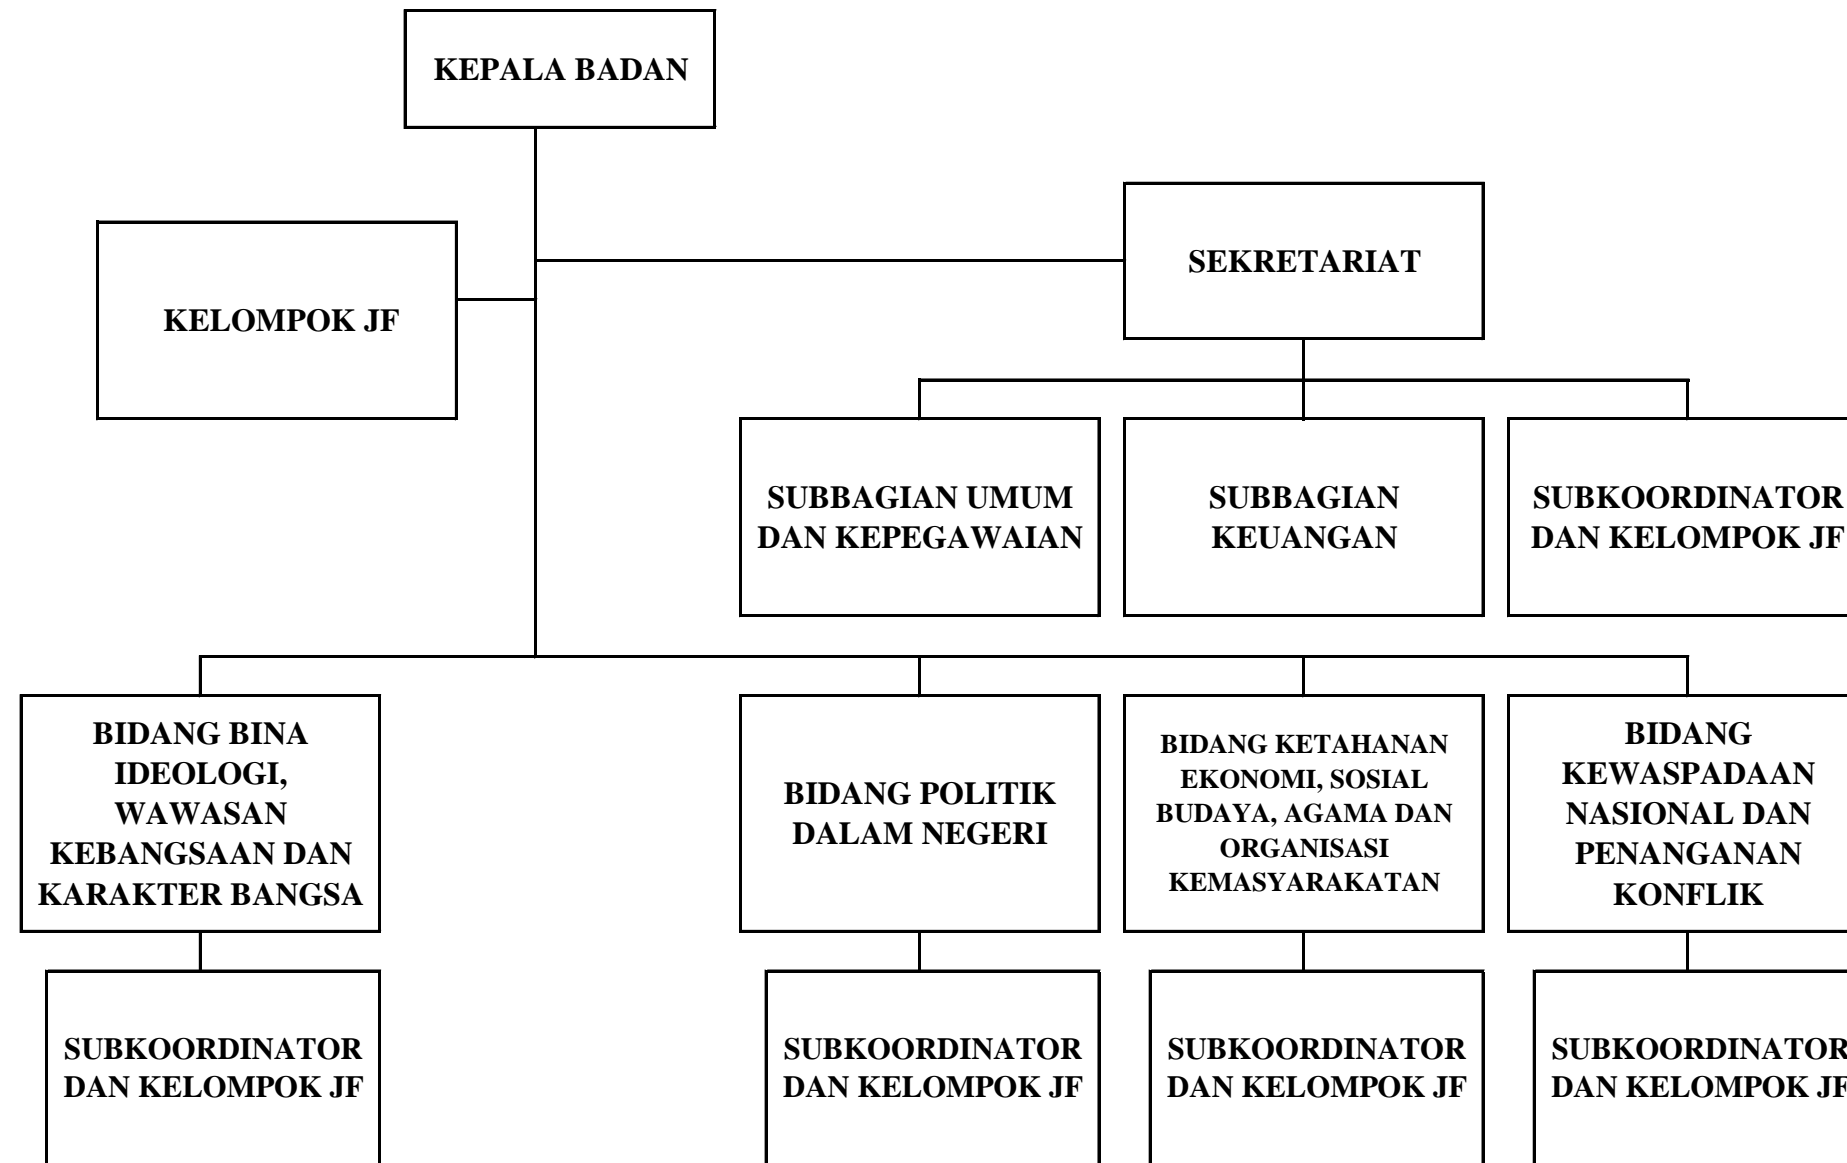 KEPALA BADAN
SEKRETARIAT
KELOMPOK JF
SUBBAGIAN UMUM
DAN KEPEGAWAIAN
SUBBAGIAN
KEUANGAN
SUBKOORDINATOR
DAN KELOMPOK JF
BIDANG BINA
IDEOLOGI,
WAWASAN
KEBANGSAAN DAN
KARAKTER BANGSA
BIDANG POLITIK
DALAM NEGERI
BIDANG KETAHANAN
EKONOMI, SOSIAL
BUDAYA, AGAMA DAN
ORGANISASI
KEMASYARAKATAN
BIDANG
KEWASPADAAN
NASIONAL DAN
PENANGANAN
KONFLIK
SUBKOORDINATOR
DAN KELOMPOK JF
SUBKOORDINATOR
DAN KELOMPOK JF
SUBKOORDINATOR
DAN KELOMPOK JF
SUBKOORDINATOR
DAN KELOMPOK JF